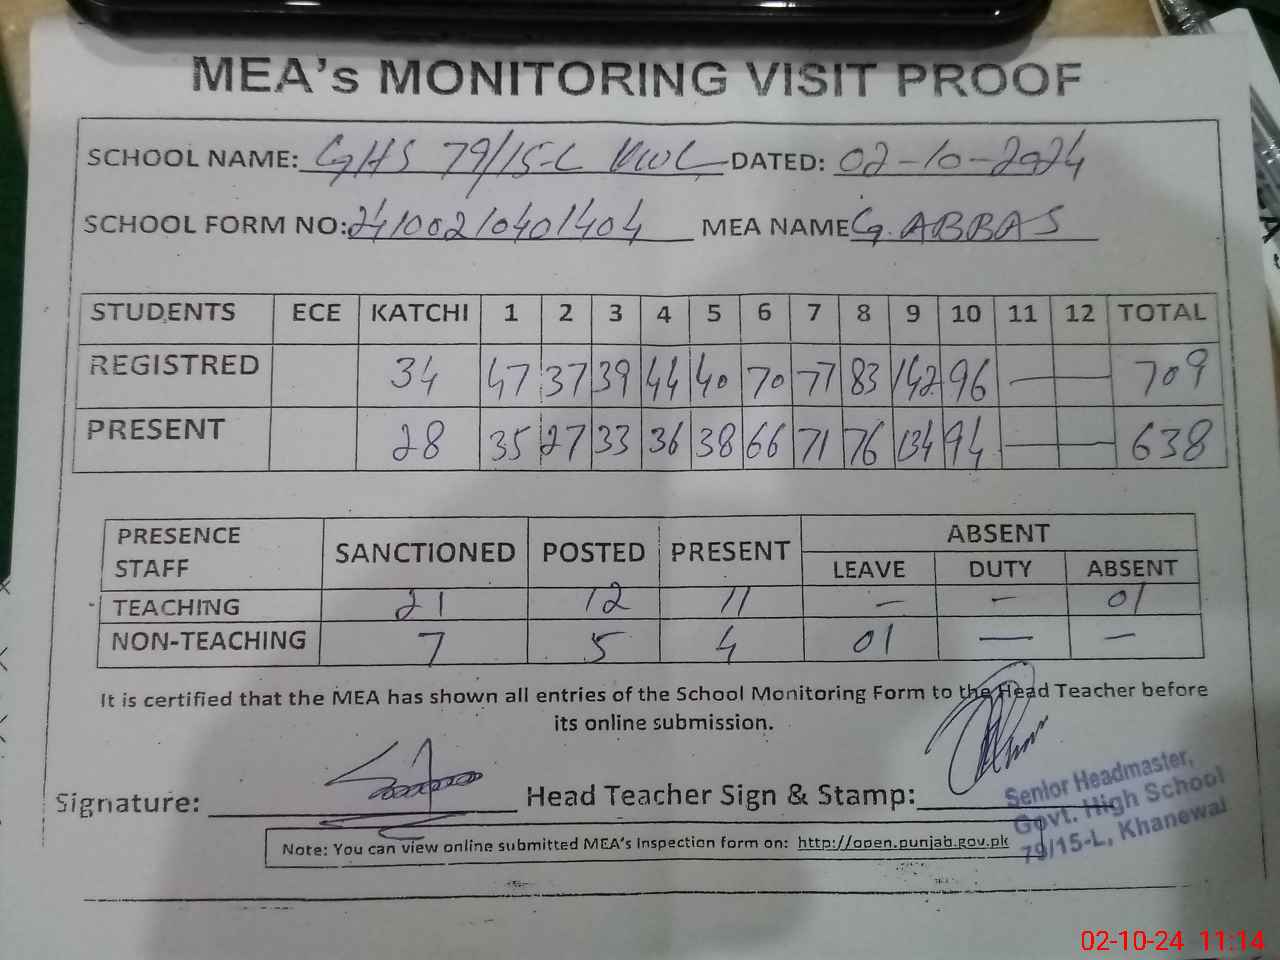 MEA's MONITORING VISIT PROOF
SCHOOL NAME: GHS 79/15-L KWL DATED: 02-10-2024
SCHOOL FORM NO: 24100210401404 MEA NAME G. ABBAS
STUDENTS ECE KATCHI 1 2 3 4 5 6 7 8 9 10 11 12 TOTAL
REGISTRED 34 47 37 39 44 40 70 77 83 142 96 — — 709
PRESENT 28 35 27 33 36 38 66 71 76 134 94 — — 638
PRESENCE STAFF SANCTIONED POSTED PRESENT ABSENT
LEAVE DUTY ABSENT
TEACHING 21 12 11 — — 01
NON-TEACHING 7 5 4 01 — —
It is certified that the MEA has shown all entries of the School Monitoring Form to the Head Teacher before
its online submission.
Signature: Head Teacher Sign & Stamp:
Senior Headmaster,
Govt. High School
79/15-L, Khanewal
Note: You can view online submitted MEA's Inspection form on: http://open.punjab.gov.pk
02-10-24 11:14